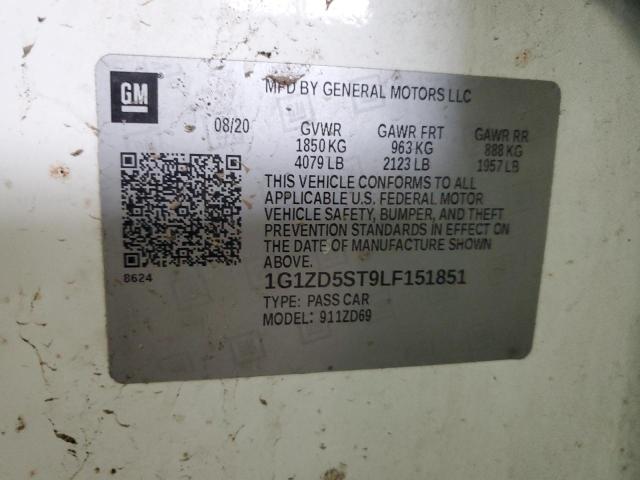 GM
MFD BY GENERAL MOTORS LLC
08/20 GVWR GAWR FRT GAWR RR
1850 KG 963 KG 888 KG
4079 LB 2123 LB 1957 LB
THIS VEHICLE CONFORMS TO ALL
APPLICABLE U.S. FEDERAL MOTOR
VEHICLE SAFETY, BUMPER, AND THEFT
PREVENTION STANDARDS IN EFFECT ON
THE DATE OF MANUFACTURE SHOWN
ABOVE.
8624
1G1ZD5ST9LF151851
TYPE: PASS CAR
MODEL: 911ZD69